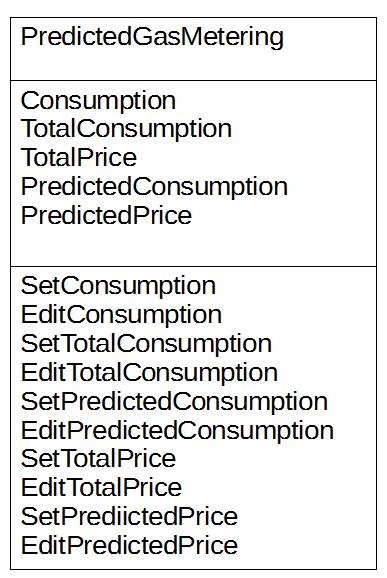 PredictedGasMetering
Consumption
TotalConsumption
TotalPrice
PredictedConsumption
PredictedPrice
SetConsumption
EditConsumption
SetTotalConsumption
EditTotalConsumption
SetPredictedConsumption
EditPredictedConsumption
SetTotalPrice
EditTotalPrice
SetPrediictedPrice
EditPredictedPrice